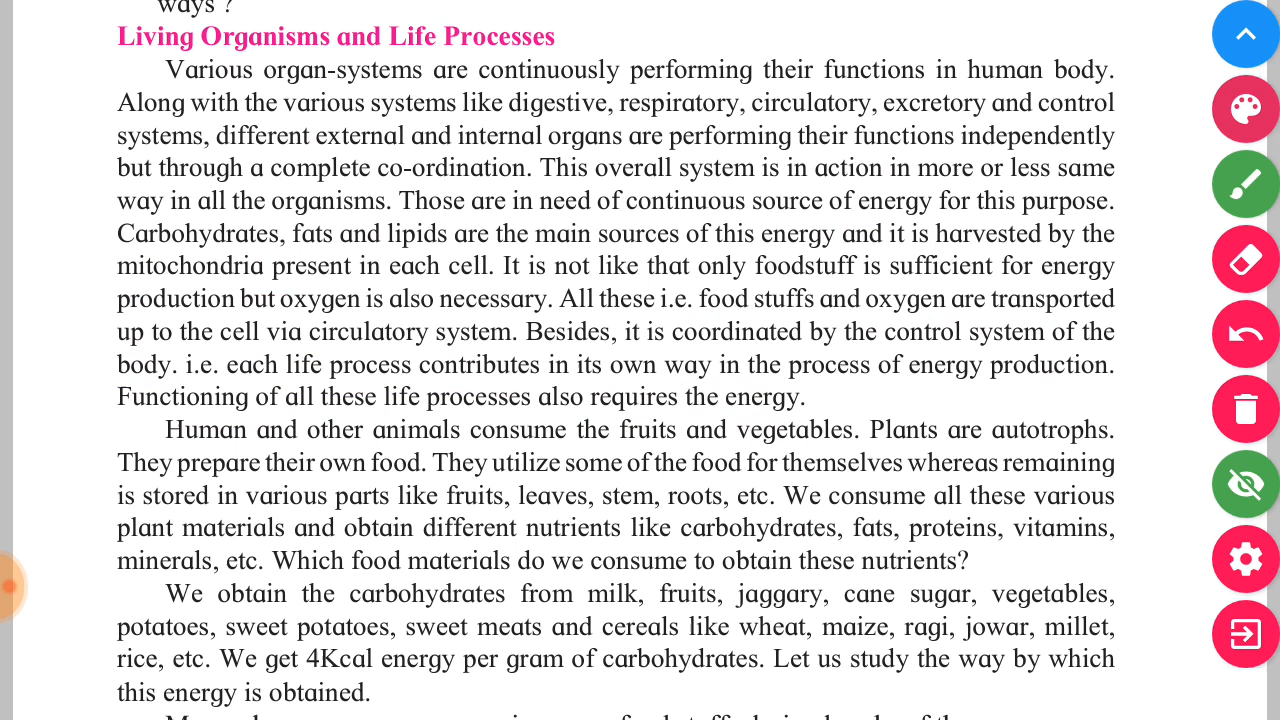 ways ?
Living Organisms and Life Processes
Various organ-systems are continuously performing their functions in human body.
Along with the various systems like digestive, respiratory, circulatory, excretory and control
systems, different external and internal organs are performing their functions independently
but through a complete co-ordination. This overall system is in action in more or less same
way in all the organisms. Those are in need of continuous source of energy for this purpose.
Carbohydrates, fats and lipids are the main sources of this energy and it is harvested by the
mitochondria present in each cell. It is not like that only foodstuff is sufficient for energy
production but oxygen is also necessary. All these i.e. food stuffs and oxygen are transported
up to the cell via circulatory system. Besides, it is coordinated by the control system of the
body. i.e. each life process contributes in its own way in the process of energy production.
Functioning of all these life processes also requires the energy.
Human and other animals consume the fruits and vegetables. Plants are autotrophs.
They prepare their own food. They utilize some of the food for themselves whereas remaining
is stored in various parts like fruits, leaves, stem, roots, etc. We consume all these various
plant materials and obtain different nutrients like carbohydrates, fats, proteins, vitamins,
minerals, etc. Which food materials do we consume to obtain these nutrients?
We obtain the carbohydrates from milk, fruits, jaggary, cane sugar, vegetables,
potatoes, sweet potatoes, sweet meats and cereals like wheat, maize, ragi, jowar, millet,
rice, etc. We get 4Kcal energy per gram of carbohydrates. Let us study the way by which
this energy is obtained.